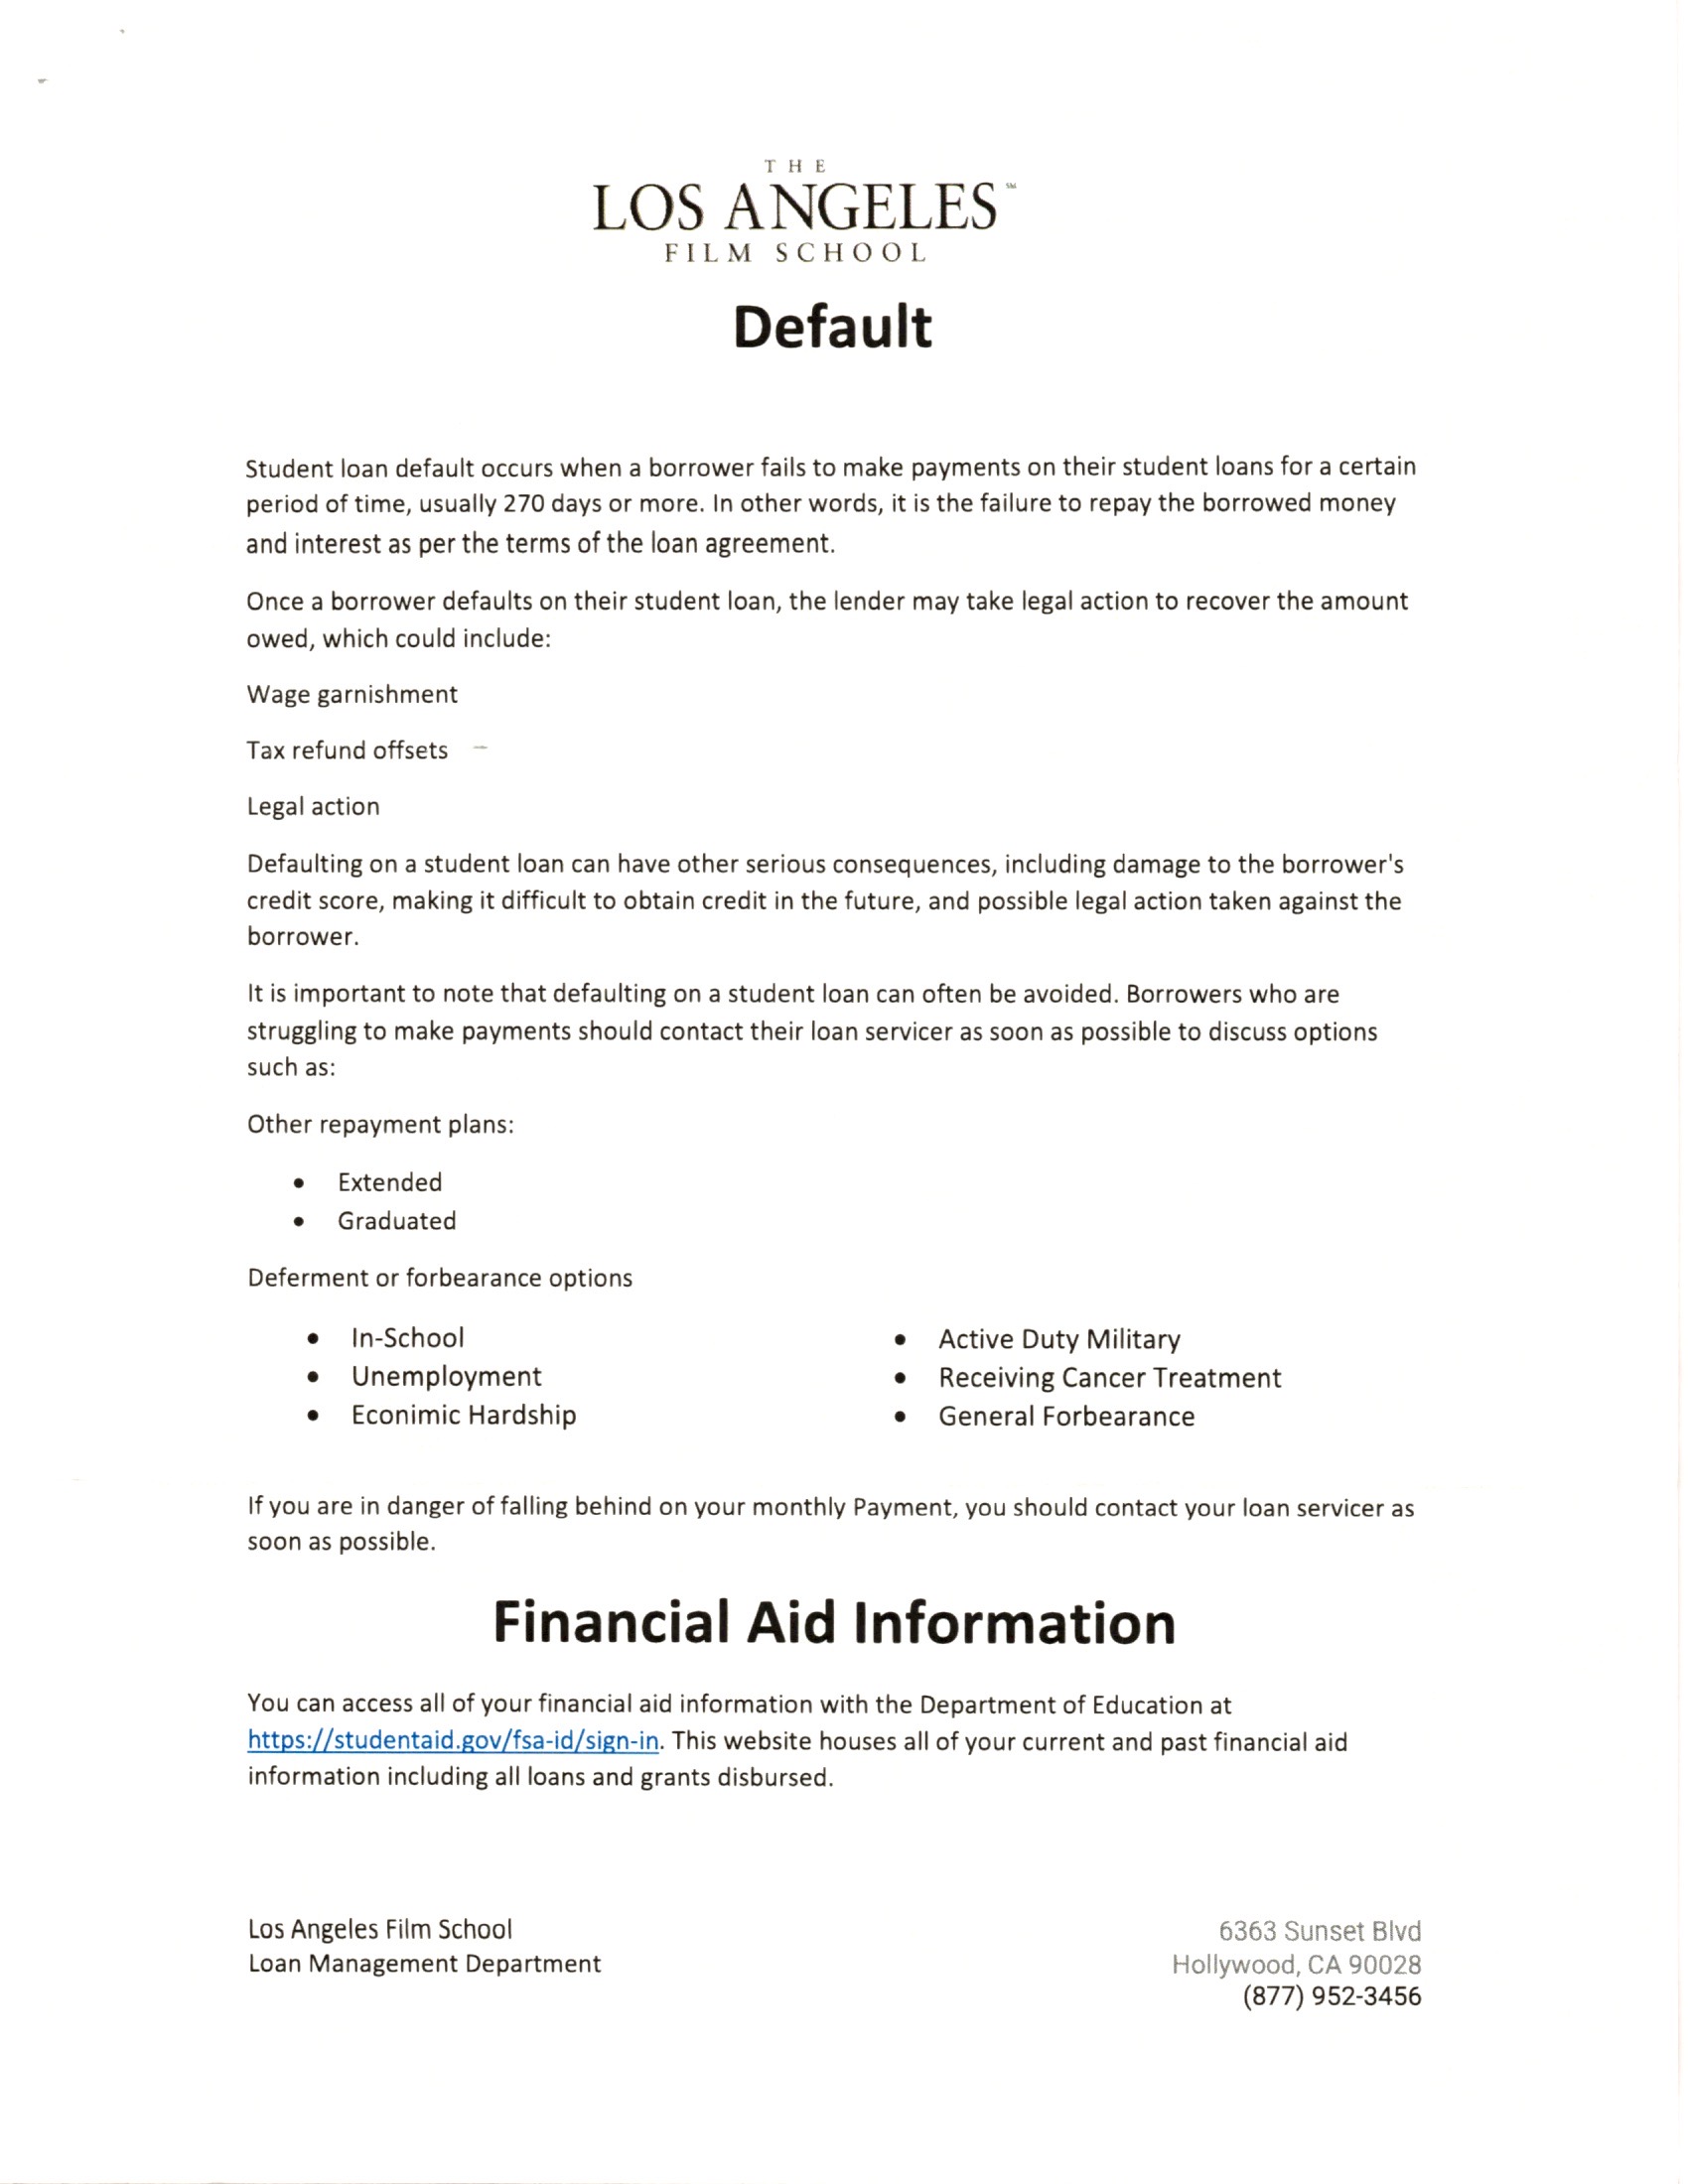 THE
LOS ANGELES℠
FILM SCHOOL
Default
Student loan default occurs when a borrower fails to make payments on their student loans for a certain
period of time, usually 270 days or more. In other words, it is the failure to repay the borrowed money
and interest as per the terms of the loan agreement.
Once a borrower defaults on their student loan, the lender may take legal action to recover the amount
owed, which could include:
Wage garnishment
Tax refund offsets
Legal action
Defaulting on a student loan can have other serious consequences, including damage to the borrower's
credit score, making it difficult to obtain credit in the future, and possible legal action taken against the
borrower.
It is important to note that defaulting on a student loan can often be avoided. Borrowers who are
struggling to make payments should contact their loan servicer as soon as possible to discuss options
such as:
Other repayment plans:
• Extended
• Graduated
Deferment or forbearance options
• In-School
• Unemployment
• Econimic Hardship
• Active Duty Military
• Receiving Cancer Treatment
• General Forbearance
If you are in danger of falling behind on your monthly Payment, you should contact your loan servicer as
soon as possible.
Financial Aid Information
You can access all of your financial aid information with the Department of Education at
https://studentaid.gov/fsa-id/sign-in. This website houses all of your current and past financial aid
information including all loans and grants disbursed.
Los Angeles Film School
Loan Management Department
6363 Sunset Blvd
Hollywood, CA 90028
(877) 952-3456